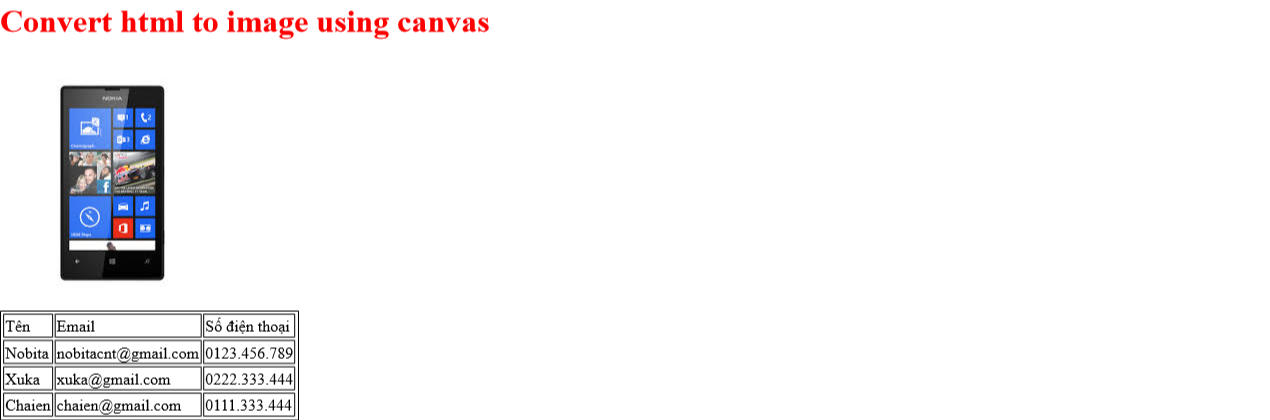 Convert html to image using canvas
NOKIA
Tên Email Số điện thoại
Nobita nobitacnt@gmail.com 0123.456.789
Xuka xuka@gmail.com 0222.333.444
Chaien chaien@gmail.com 0111.333.444